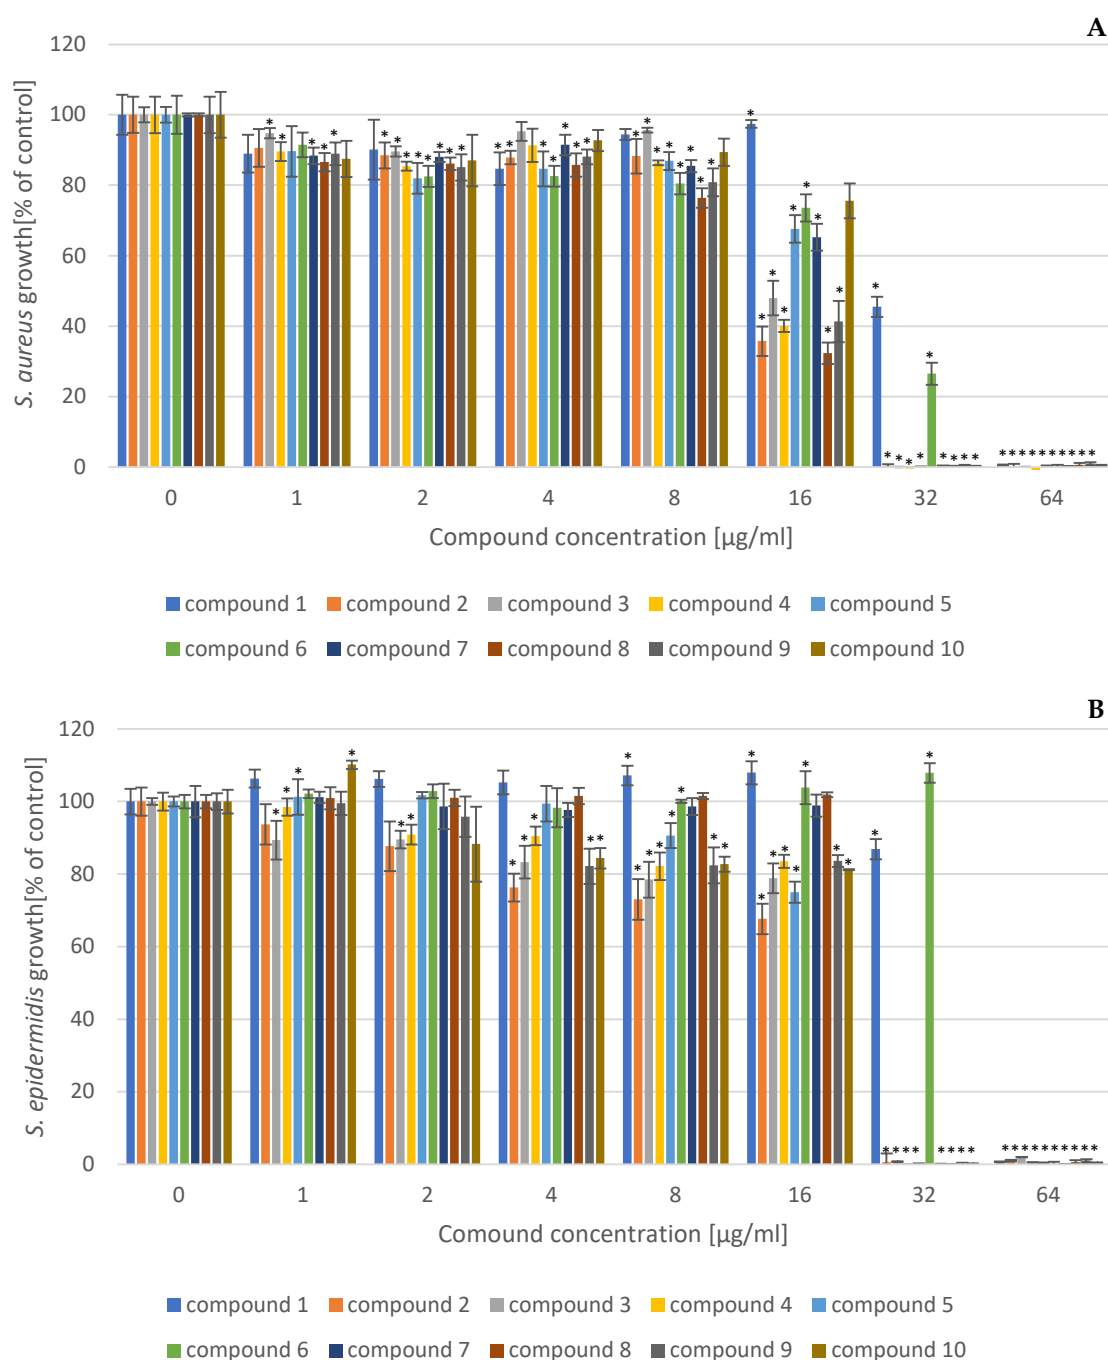 A
120
100
80
60
40
20
0
S. aureus growth[% of control]
0 1 2 4 8 16 32 64
Compound concentration [µg/ml]
compound 1 compound 2 compound 3 compound 4 compound 5
compound 6 compound 7 compound 8 compound 9 compound 10
B
120
100
80
60
40
20
0
S. epidermidis growth[% of control]
0 1 2 4 8 16 32 64
Comound concentration [µg/ml]
compound 1 compound 2 compound 3 compound 4 compound 5
compound 6 compound 7 compound 8 compound 9 compound 10